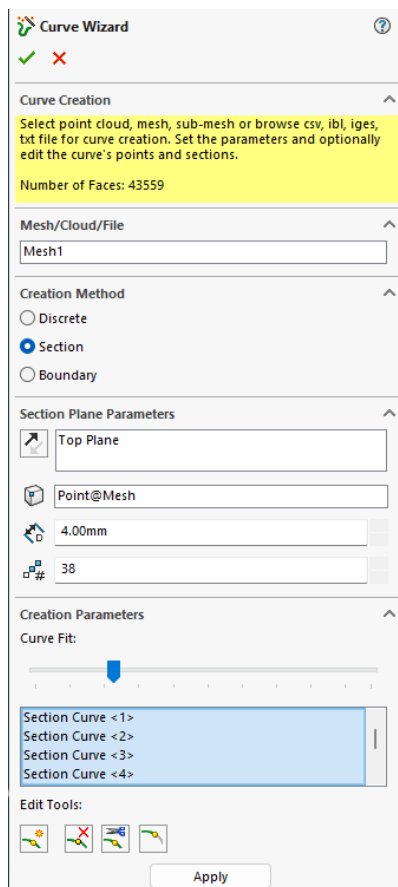 Curve Wizard
Curve Creation
Select point cloud, mesh, sub-mesh or browse csv, ibl, iges,
txt file for curve creation. Set the parameters and optionally
edit the curve's points and sections.
Number of Faces: 43559
Mesh/Cloud/File
Mesh1
Creation Method
Discrete
Section
Boundary
Section Plane Parameters
Top Plane
Point@Mesh
4.00mm
38
Creation Parameters
Curve Fit:
Section Curve <1>
Section Curve <2>
Section Curve <3>
Section Curve <4>
Edit Tools:
Apply